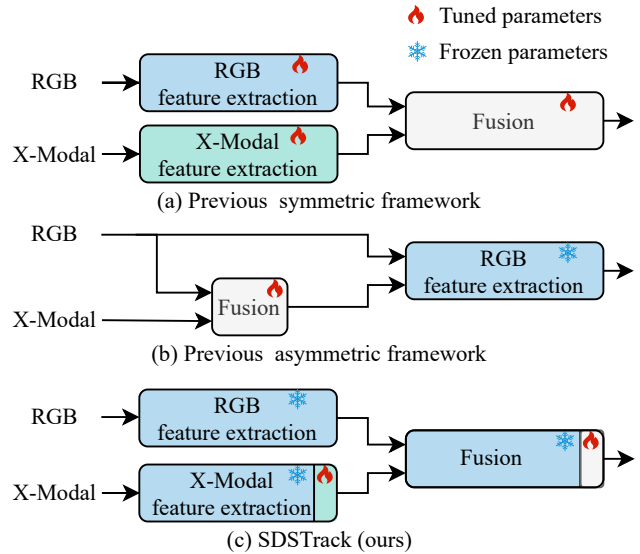 Tuned parameters
Frozen parameters
RGB
RGB
feature extraction
X-Modal
X-Modal
feature extraction
Fusion
(a) Previous symmetric framework
RGB
X-Modal
Fusion
RGB
feature extraction
(b) Previous asymmetric framework
RGB
RGB
feature extraction
X-Modal
X-Modal
feature extraction
Fusion
(c) SDSTrack (ours)